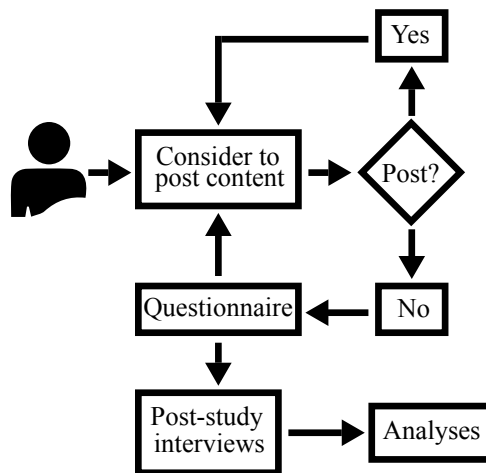 Yes
Consider to
post content
Post?
Questionnaire
No
Post-study
interviews
Analyses